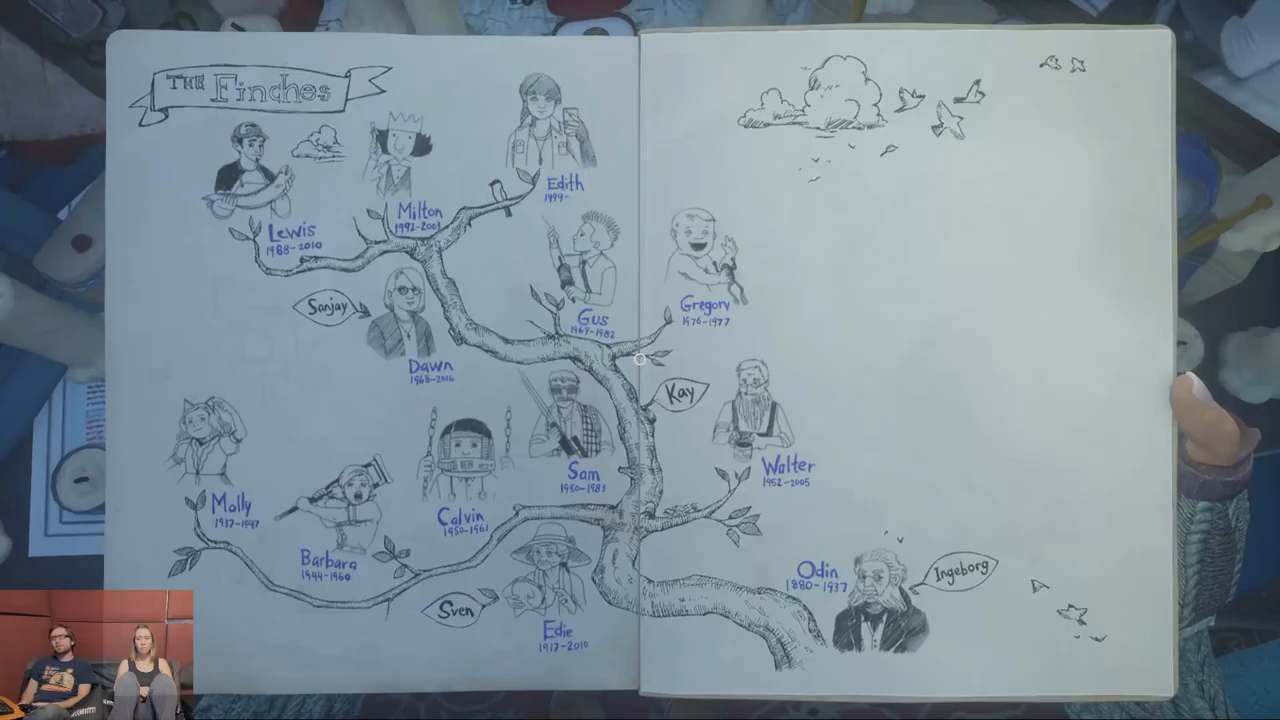 THE Finches
Edith
1999-
Milton
1992-2003
Lewis
1988-2010
Sanjay
Gregory
1976-1977
Gus
1969-1982
Dawn
1968-2016
Kay
Walter
1952-2005
Sam
1950-1983
Calvin
1950-1961
Molly
1937-1947
Barbara
1944-1960
Odin
1880-1937
Ingeborg
Sven
Edie
1917-2010